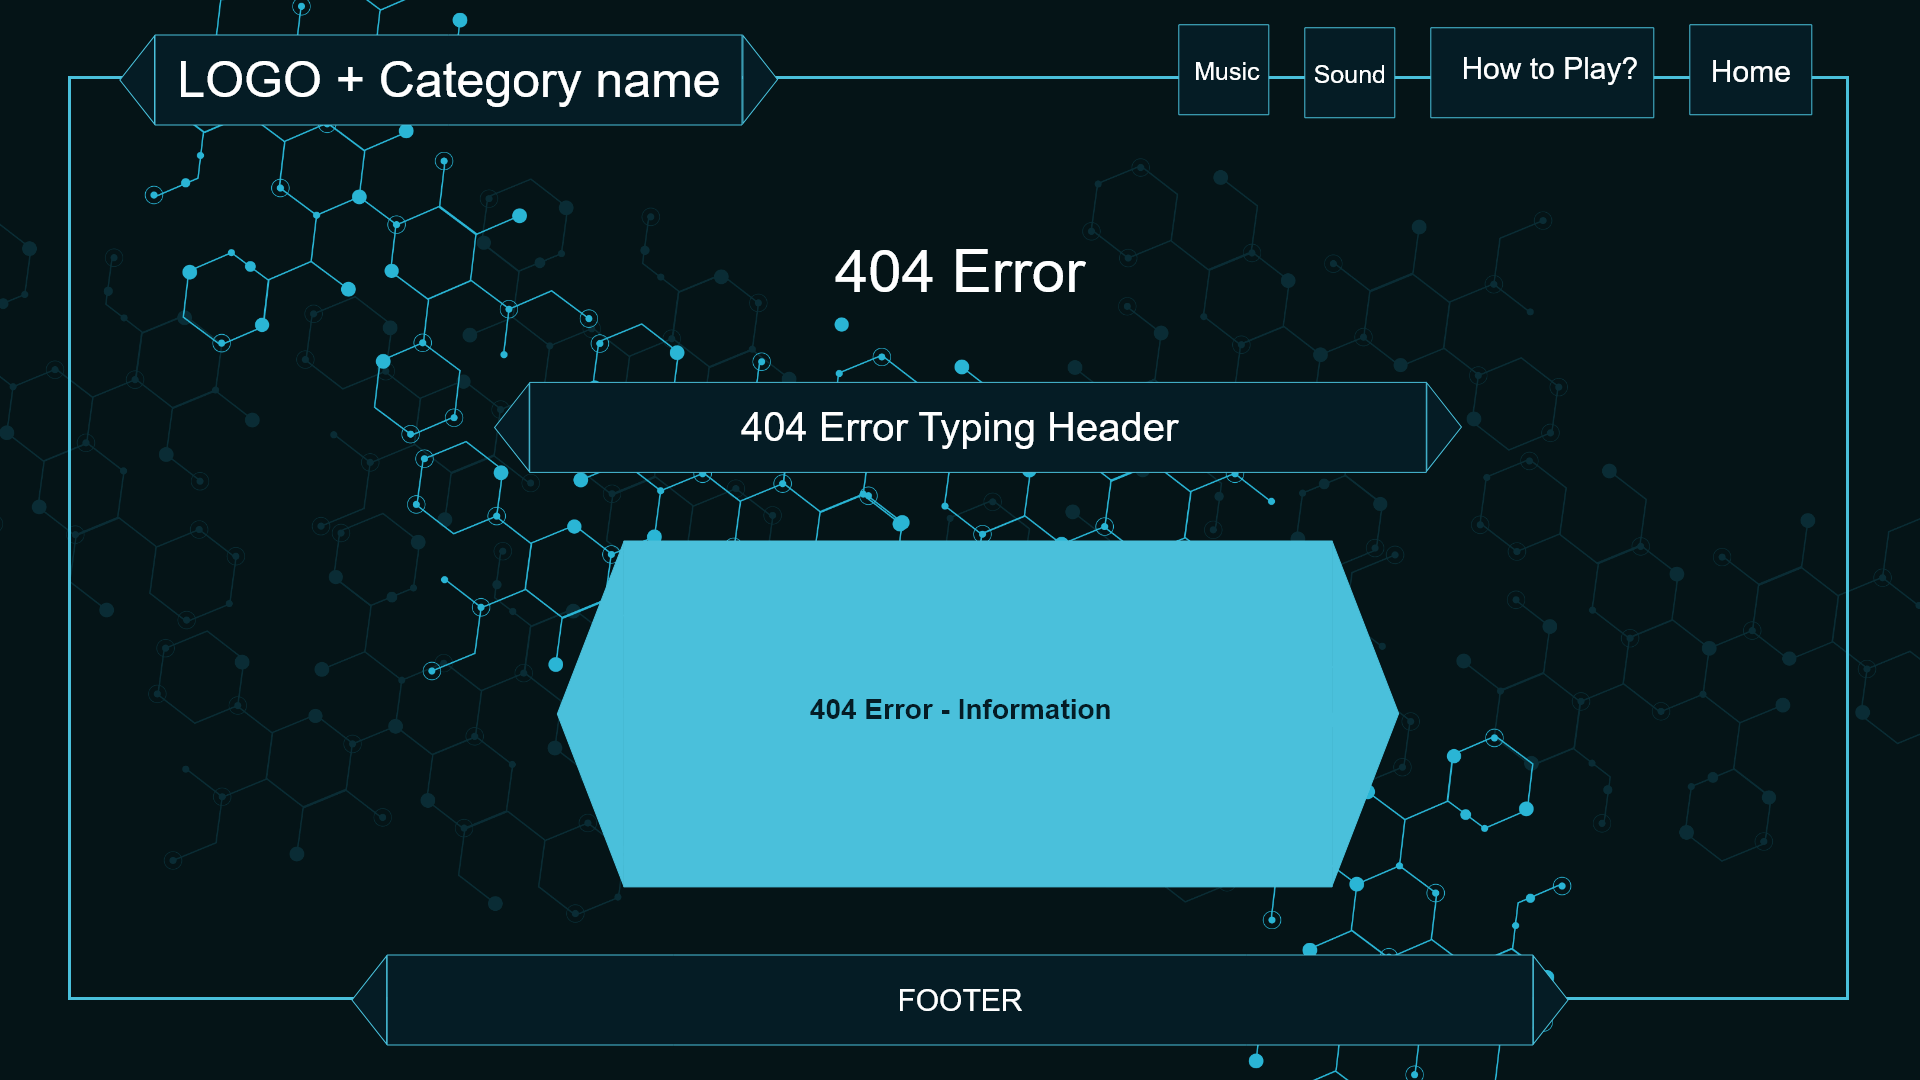 LOGO + Category name
Music
Sound
How to Play?
Home
404 Error
404 Error Typing Header
404 Error - Information
FOOTER